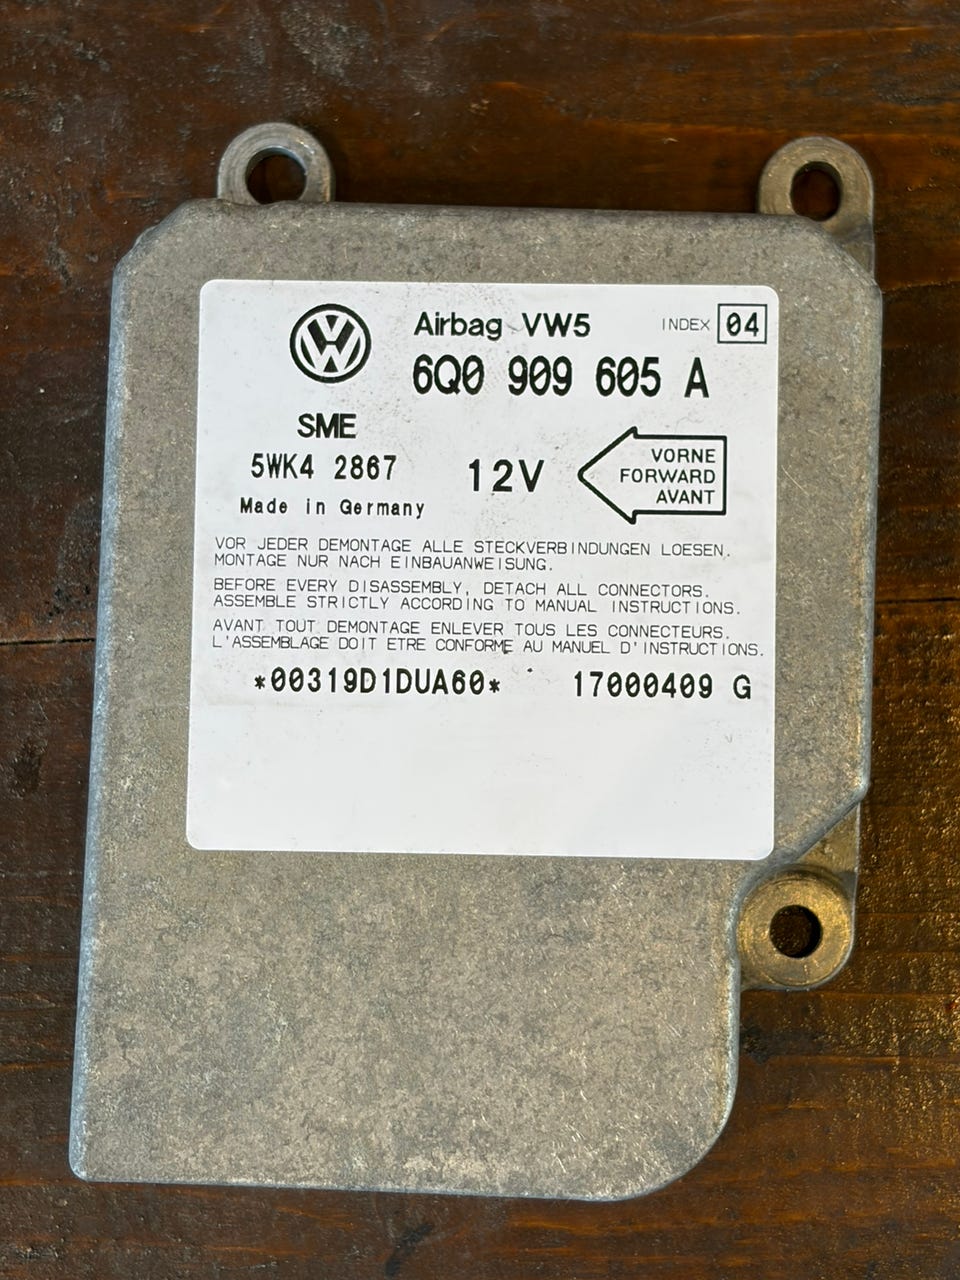 Airbag VW5 INDEX 04
6Q0 909 605 A
SME
5WK4 2867 12V
VORNE
FORWARD
AVANT
Made in Germany
VOR JEDER DEMONTAGE ALLE STECKVERBINDUNGEN LOESEN.
MONTAGE NUR NACH EINBAUANWEISUNG.
BEFORE EVERY DISASSEMBLY, DETACH ALL CONNECTORS.
ASSEMBLE STRICTLY ACCORDING TO MANUAL INSTRUCTIONS.
AVANT TOUT DEMONTAGE ENLEVER TOUS LES CONNECTEURS.
L'ASSEMBLAGE DOIT ETRE CONFORME AU MANUEL D'INSTRUCTIONS.
*00319D1DUA60* 17000409 G